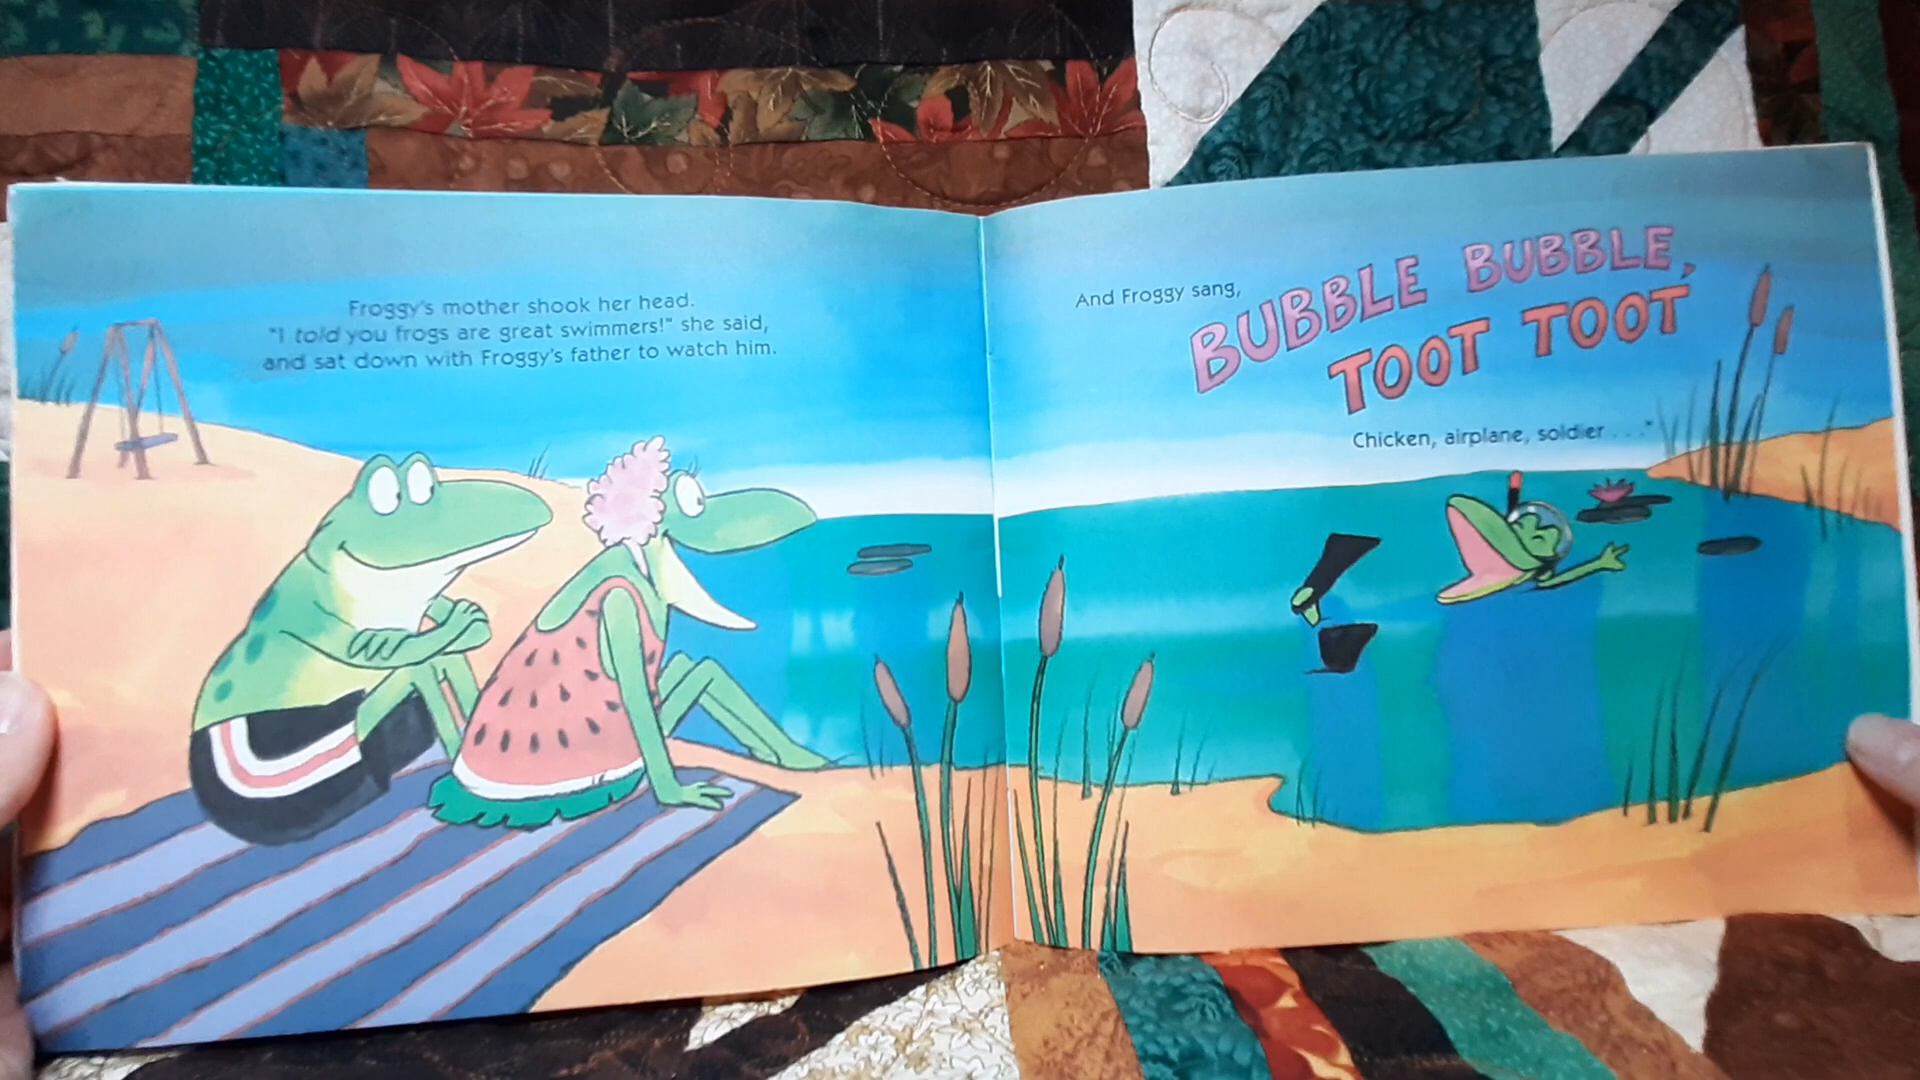 Froggy's mother shook her head.
"I told you frogs are great swimmers!" she said,
and sat down with Froggy's father to watch him.
And Froggy sang,
BUBBLE BUBBLE,
TOOT TOOT
Chicken, airplane, soldier . . ."